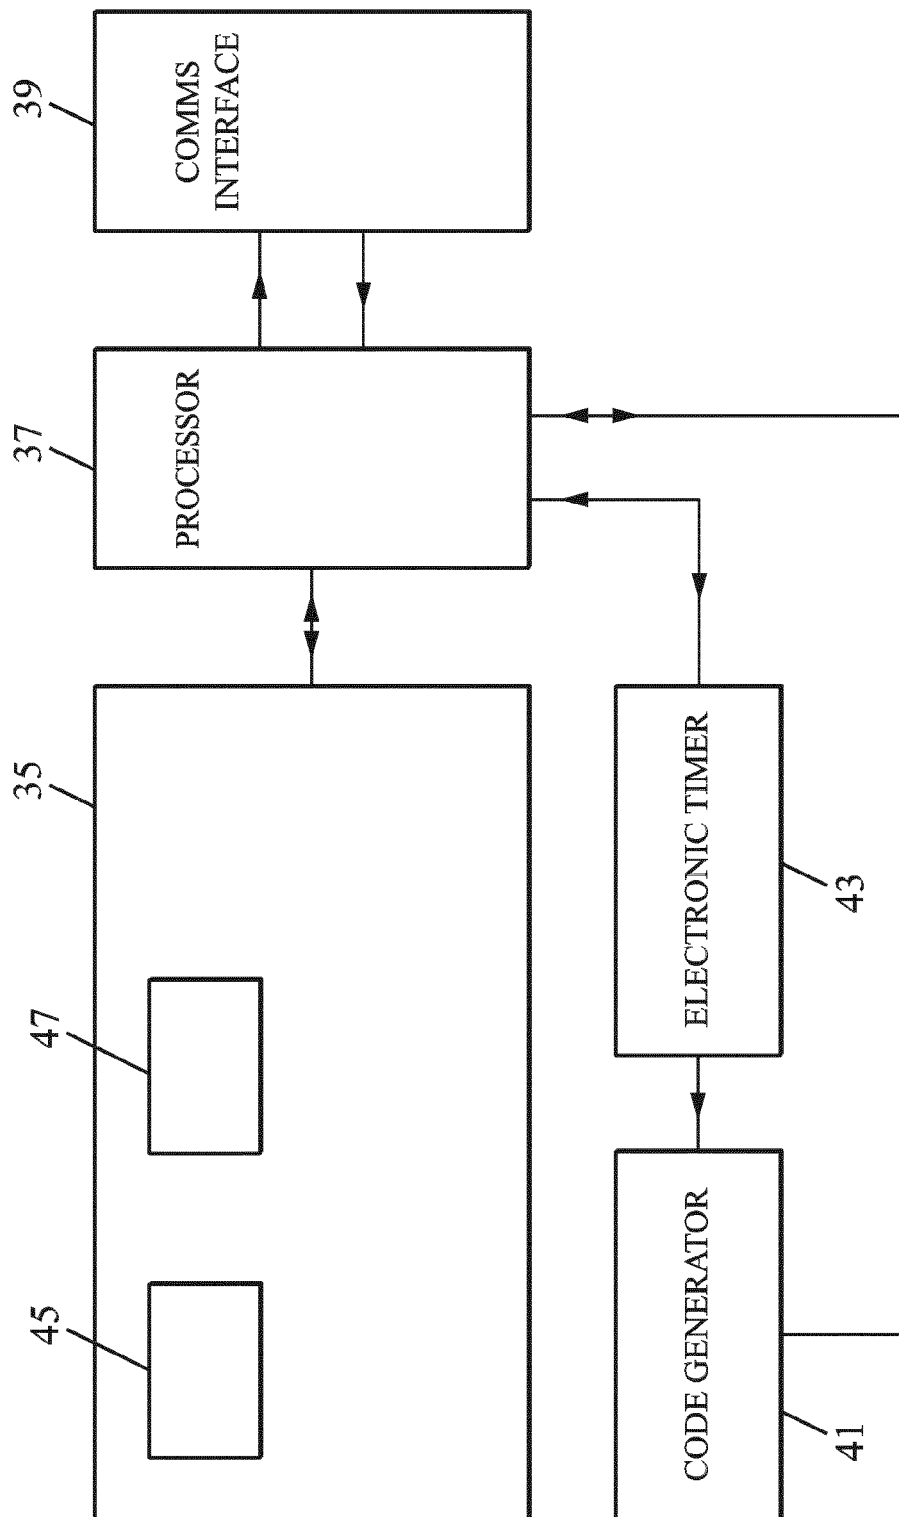 45
47
35
37
39
PROCESSOR
COMMS
INTERFACE
CODE GENERATOR
ELECTRONIC TIMER
41
43